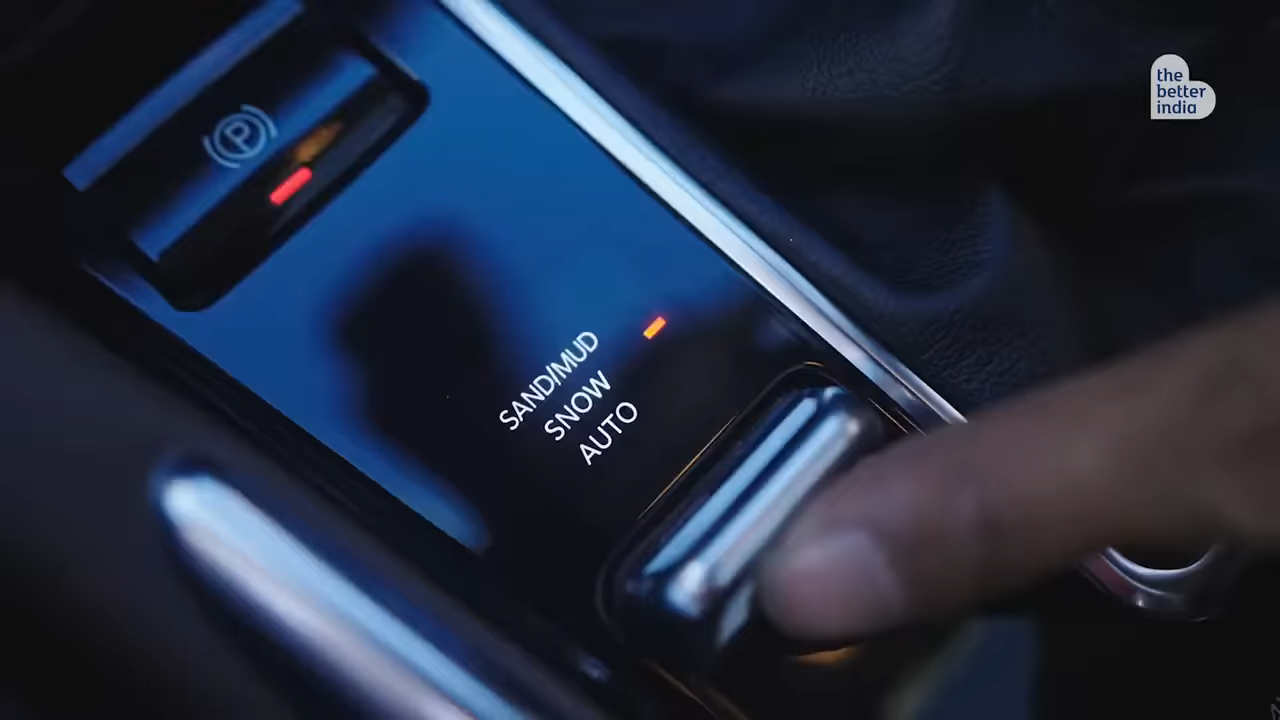 the
better
india
P
SAND/MUD
SNOW
AUTO